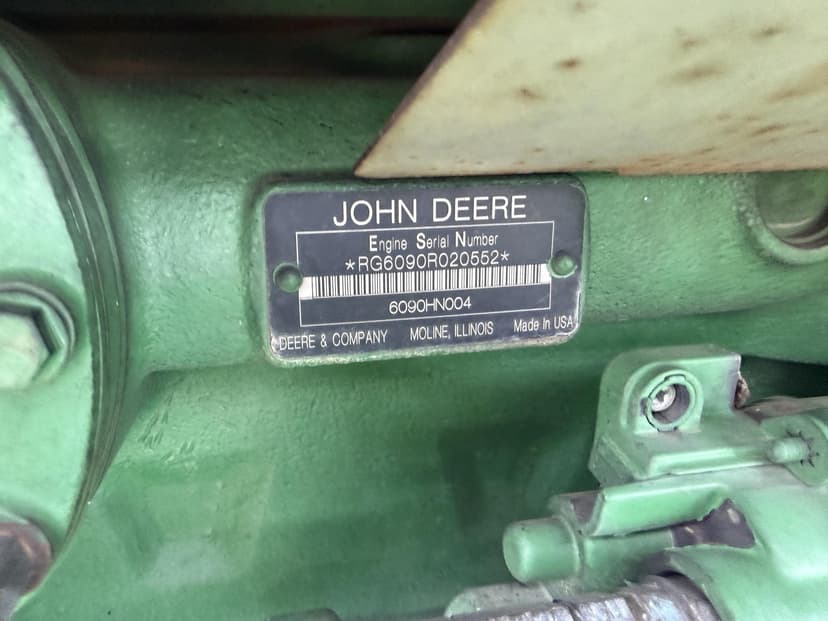 JOHN DEERE
Engine Serial Number
*RG6090R020552*
6090HN004
DEERE & COMPANY MOLINE, ILLINOIS Made In USA